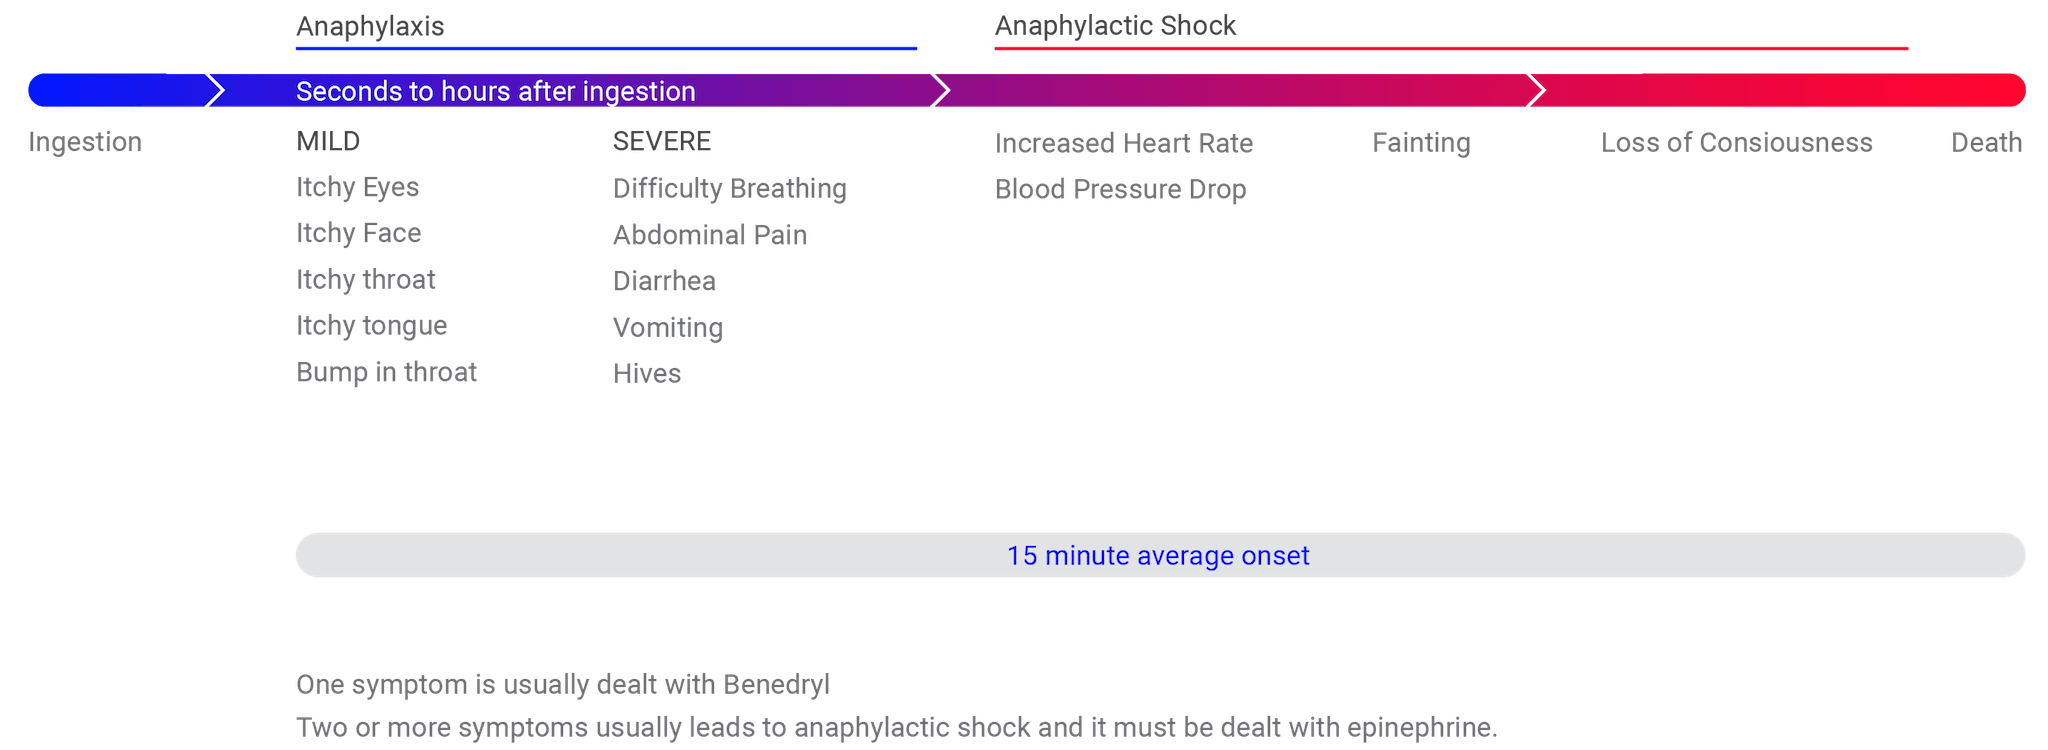 Anaphylaxis
Anaphylactic Shock
Seconds to hours after ingestion
Ingestion
MILD
Itchy Eyes
Itchy Face
Itchy throat
Itchy tongue
Bump in throat
SEVERE
Difficulty Breathing
Abdominal Pain
Diarrhea
Vomiting
Hives
Increased Heart Rate
Blood Pressure Drop
Fainting
Loss of Consiousness
Death
15 minute average onset
One symptom is usually dealt with Benedryl
Two or more symptoms usually leads to anaphylactic shock and it must be dealt with epinephrine.